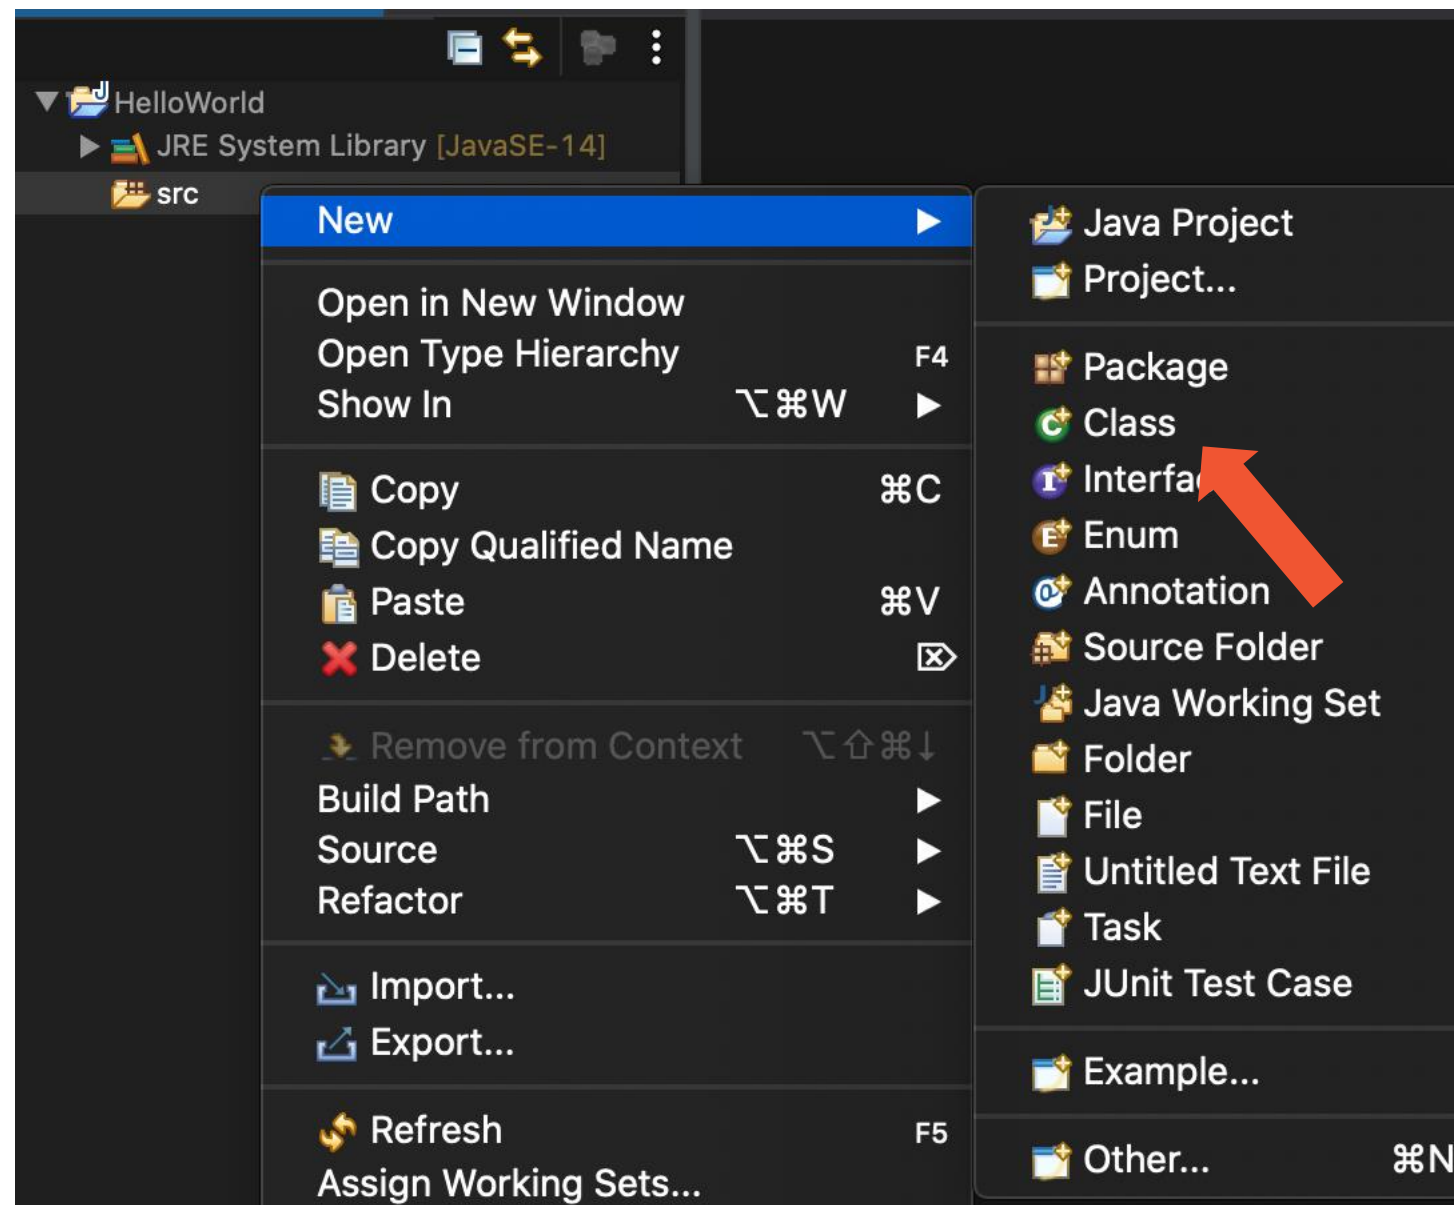 HelloWorld
JRE System Library [JavaSE-14]
src
New
Open in New Window
Open Type Hierarchy F4
Show In ⌥⌘W
Copy ⌘C
Copy Qualified Name
Paste ⌘V
Delete ⌦
Remove from Context ⌥⇧⌘↓
Build Path
Source ⌥⌘S
Refactor ⌥⌘T
Import...
Export...
Refresh F5
Assign Working Sets...
Java Project
Project...
Package
Class
Enum
Annotation
Source Folder
Java Working Set
Folder
File
Untitled Text File
Task
JUnit Test Case
Example...
Other... ⌘N